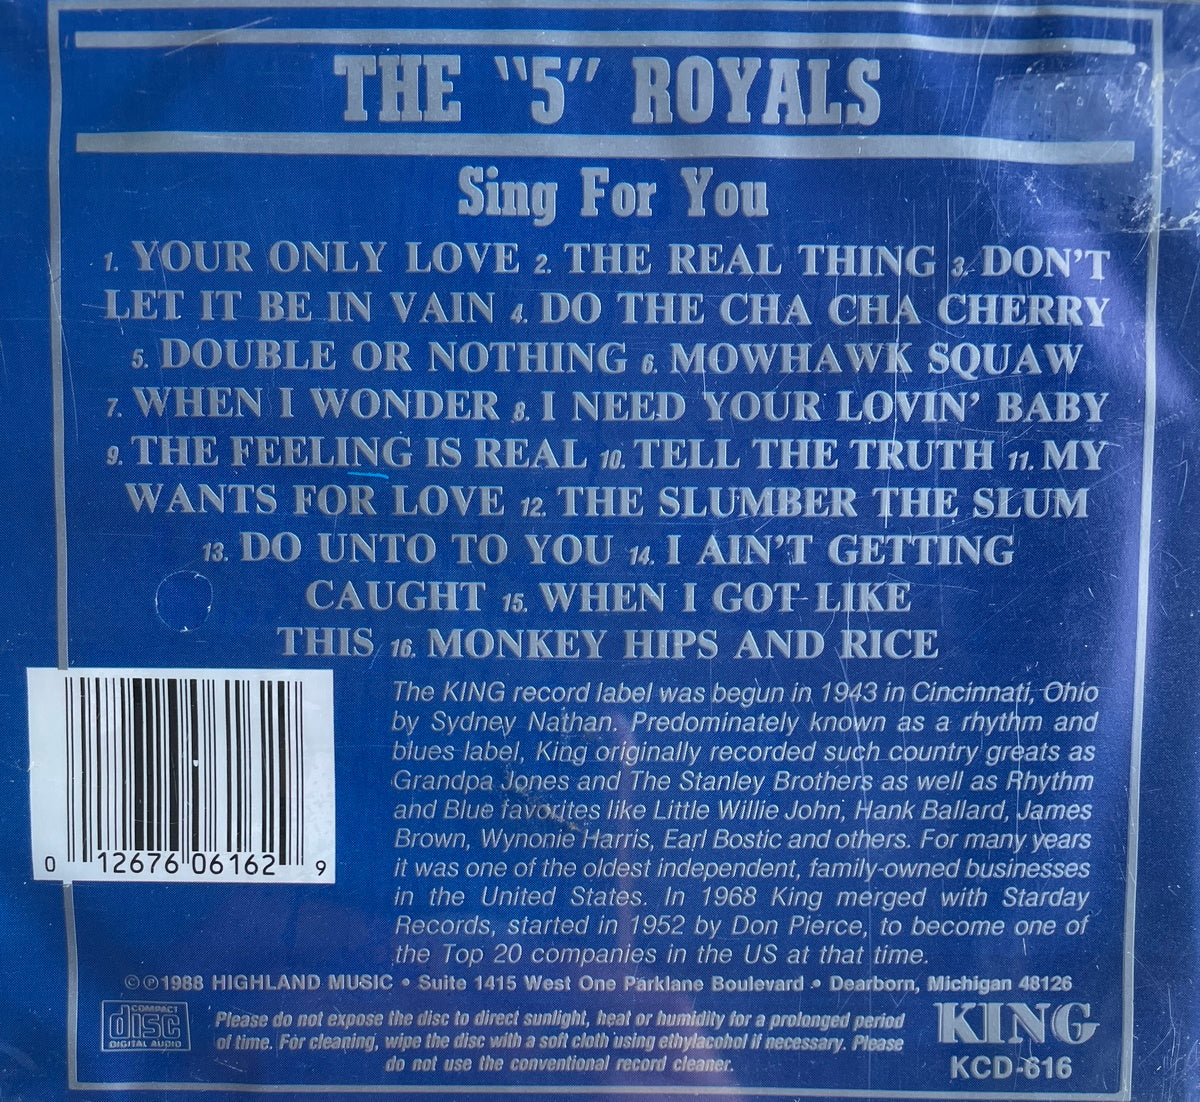 THE "5" ROYALS
Sing For You
1. YOUR ONLY LOVE 2. THE REAL THING 3. DON'T
LET IT BE IN VAIN 4. DO THE CHA CHA CHERRY
5. DOUBLE OR NOTHING 6. MOWHAWK SQUAW
7. WHEN I WONDER 8. I NEED YOUR LOVIN' BABY
9. THE FEELING IS REAL 10. TELL THE TRUTH 11. MY
WANTS FOR LOVE 12. THE SLUMBER THE SLUM
13. DO UNTO TO YOU 14. I AIN'T GETTING
CAUGHT 15. WHEN I GOT LIKE
THIS 16. MONKEY HIPS AND RICE
The KING record label was begun in 1943 in Cincinnati, Ohio
by Sydney Nathan. Predominately known as a rhythm and
blues label, King originally recorded such country greats as
Grandpa Jones and The Stanley Brothers as well as Rhythm
and Blue favorites like Little Willie John, Hank Ballard, James
Brown, Wynonie Harris, Earl Bostic and others. For many years
it was one of the oldest independent, family-owned businesses
in the United States. In 1968 King merged with Starday
Records, started in 1952 by Don Pierce, to become one of
the Top 20 companies in the US at that time.
0 12676 06162 9
©℗1988 HIGHLAND MUSIC • Suite 1415 West One Parklane Boulevard • Dearborn, Michigan 48126
COMPACT
disc
DIGITAL AUDIO
Please do not expose the disc to direct sunlight, heat or humidity for a prolonged period
of time. For cleaning, wipe the disc with a soft cloth using ethylacohol if necessary. Please
do not use the conventional record cleaner.
KING
KCD-616